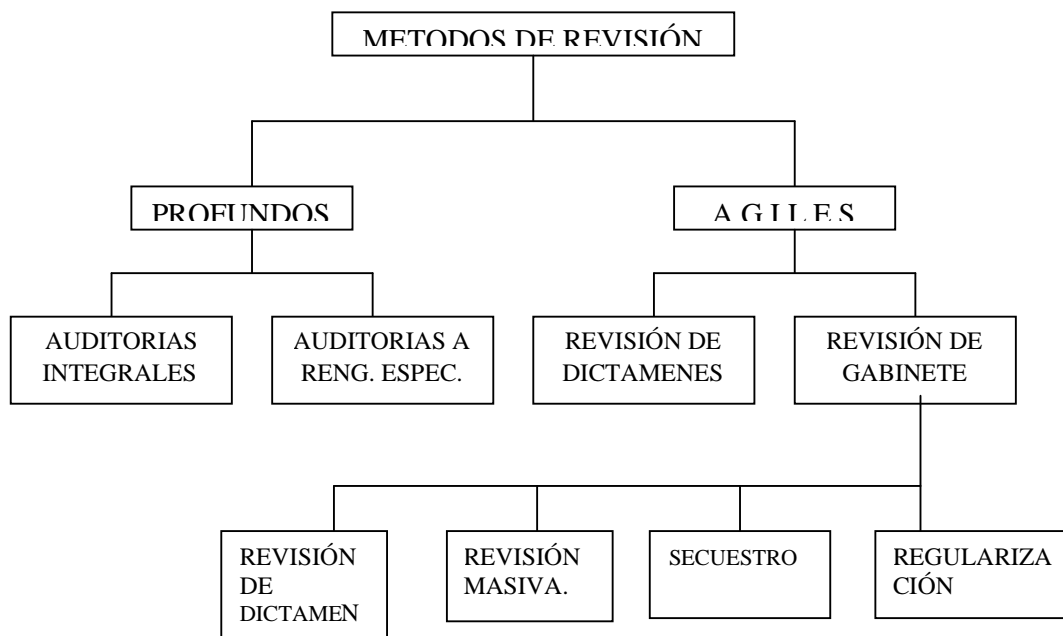 METODOS DE REVISIÓN
PROFUNDOS
A G I L E S
AUDITORIAS
INTEGRALES
AUDITORIAS A
RENG. ESPEC.
REVISIÓN DE
DICTAMENES
REVISIÓN DE
GABINETE
REVISIÓN
DE
DICTAMEN
REVISIÓN
MASIVA.
SECUESTRO
REGULARIZA
CIÓN